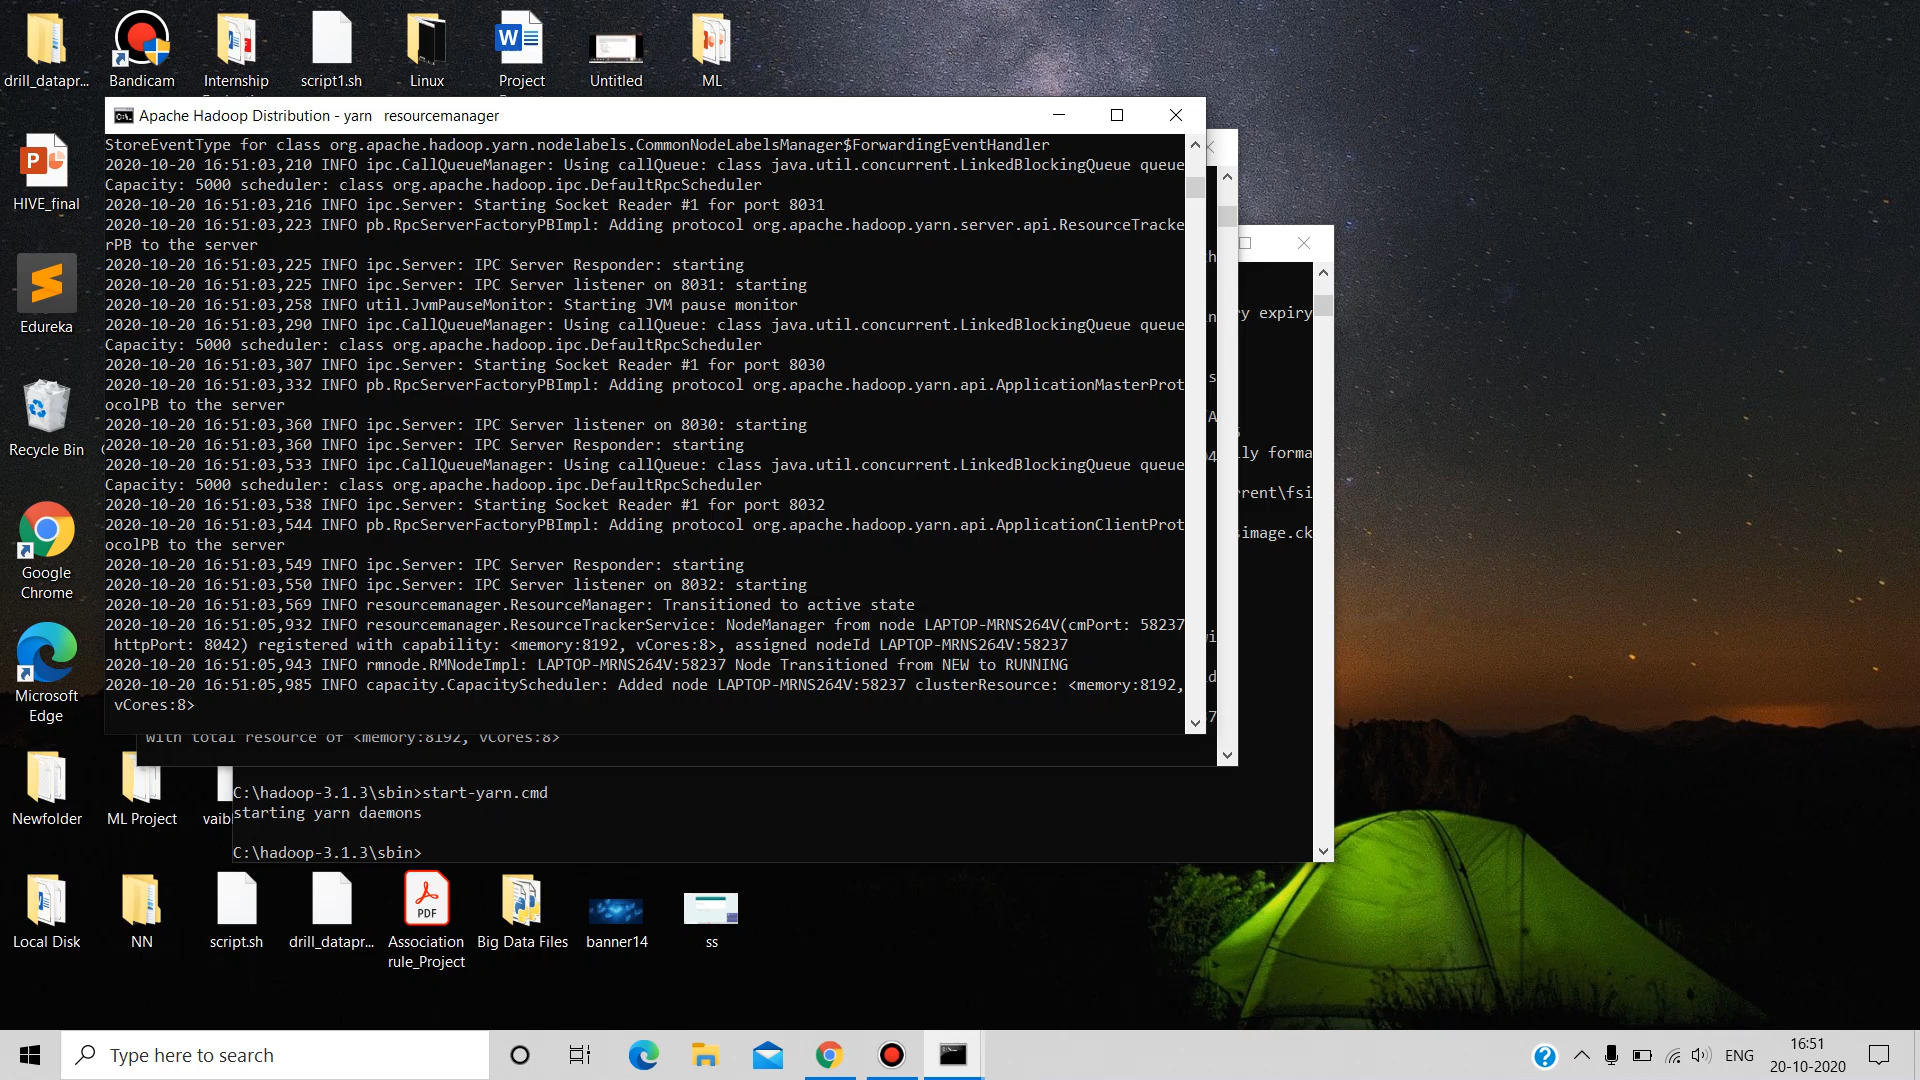 drill_datapr...
Bandicam
Internship
script1.sh
Linux
Project
Untitled
ML
Apache Hadoop Distribution - yarn   resourcemanager
StoreEventType for class org.apache.hadoop.yarn.nodelabels.CommonNodeLabelsManager$ForwardingEventHandler
2020-10-20 16:51:03,210 INFO ipc.CallQueueManager: Using callQueue: class java.util.concurrent.LinkedBlockingQueue queue
Capacity: 5000 scheduler: class org.apache.hadoop.ipc.DefaultRpcScheduler
2020-10-20 16:51:03,216 INFO ipc.Server: Starting Socket Reader #1 for port 8031
2020-10-20 16:51:03,223 INFO pb.RpcServerFactoryPBImpl: Adding protocol org.apache.hadoop.yarn.server.api.ResourceTracke
rPB to the server
2020-10-20 16:51:03,225 INFO ipc.Server: IPC Server Responder: starting
2020-10-20 16:51:03,225 INFO ipc.Server: IPC Server listener on 8031: starting
2020-10-20 16:51:03,258 INFO util.JvmPauseMonitor: Starting JVM pause monitor
2020-10-20 16:51:03,290 INFO ipc.CallQueueManager: Using callQueue: class java.util.concurrent.LinkedBlockingQueue queue
Capacity: 5000 scheduler: class org.apache.hadoop.ipc.DefaultRpcScheduler
2020-10-20 16:51:03,307 INFO ipc.Server: Starting Socket Reader #1 for port 8030
2020-10-20 16:51:03,332 INFO pb.RpcServerFactoryPBImpl: Adding protocol org.apache.hadoop.yarn.api.ApplicationMasterProt
ocolPB to the server
2020-10-20 16:51:03,360 INFO ipc.Server: IPC Server listener on 8030: starting
2020-10-20 16:51:03,360 INFO ipc.Server: IPC Server Responder: starting
2020-10-20 16:51:03,533 INFO ipc.CallQueueManager: Using callQueue: class java.util.concurrent.LinkedBlockingQueue queue
Capacity: 5000 scheduler: class org.apache.hadoop.ipc.DefaultRpcScheduler
2020-10-20 16:51:03,538 INFO ipc.Server: Starting Socket Reader #1 for port 8032
2020-10-20 16:51:03,544 INFO pb.RpcServerFactoryPBImpl: Adding protocol org.apache.hadoop.yarn.api.ApplicationClientProt
ocolPB to the server
2020-10-20 16:51:03,549 INFO ipc.Server: IPC Server Responder: starting
2020-10-20 16:51:03,550 INFO ipc.Server: IPC Server listener on 8032: starting
2020-10-20 16:51:03,569 INFO resourcemanager.ResourceManager: Transitioned to active state
2020-10-20 16:51:05,932 INFO resourcemanager.ResourceTrackerService: NodeManager from node LAPTOP-MRNS264V(cmPort: 58237
httpPort: 8042) registered with capability: <memory:8192, vCores:8>, assigned nodeId LAPTOP-MRNS264V:58237
2020-10-20 16:51:05,943 INFO rmnode.RMNodeImpl: LAPTOP-MRNS264V:58237 Node Transitioned from NEW to RUNNING
2020-10-20 16:51:05,985 INFO capacity.CapacityScheduler: Added node LAPTOP-MRNS264V:58237 clusterResource: <memory:8192,
vCores:8>
with total resource of <memory:8192, vCores:8>
ry expiry
ly forma
rrent\fsi
simage.ck
C:\hadoop-3.1.3\sbin>start-yarn.cmd
starting yarn daemons
C:\hadoop-3.1.3\sbin>
HIVE_final
Edureka
Recycle Bin
Google
Chrome
Microsoft
Edge
Newfolder
ML Project
vaib
Local Disk
NN
script.sh
drill_datapr...
PDF
Association
rule_Project
Big Data Files
banner14
ss
Type here to search
ENG
16:51
20-10-2020